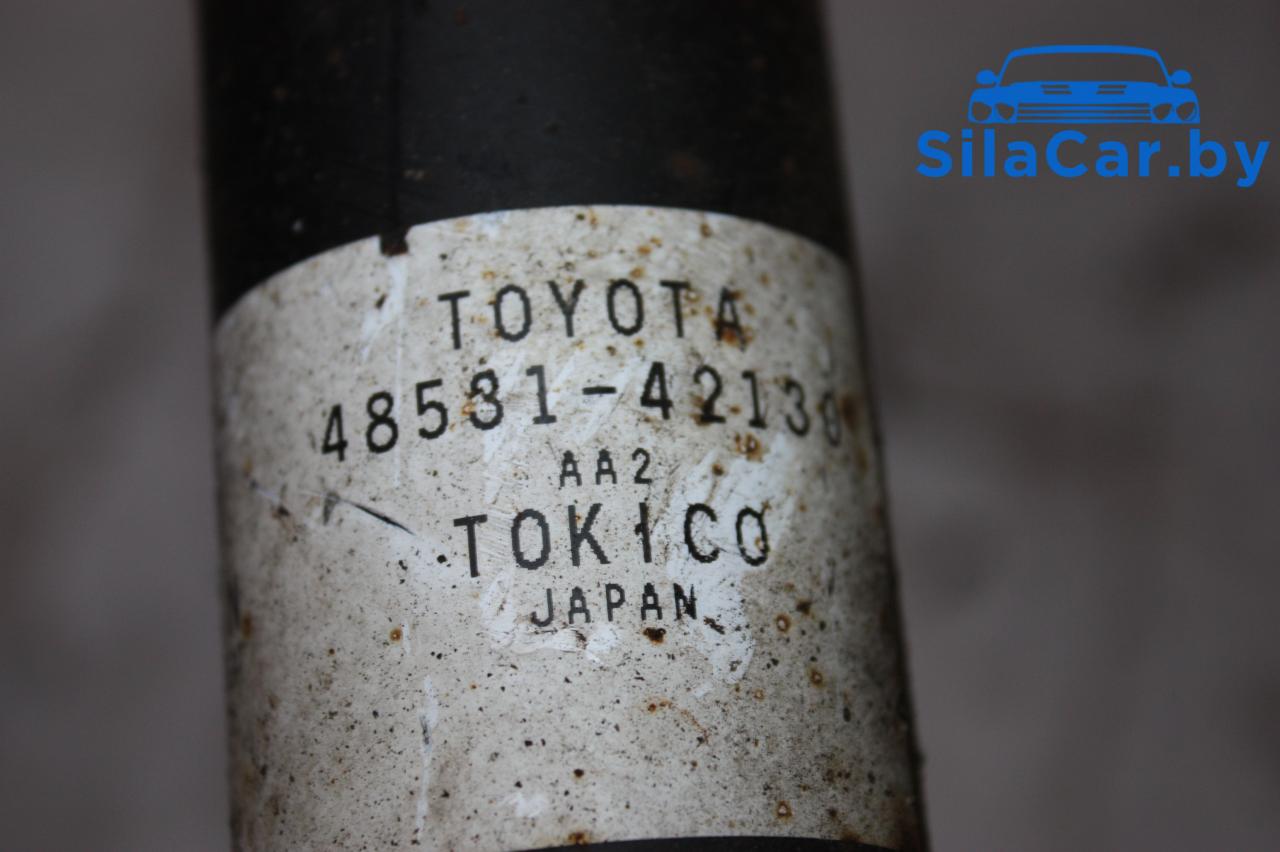 SilaCar.by
TOYOTA
48531-42130
AA2
TOKICO
JAPAN